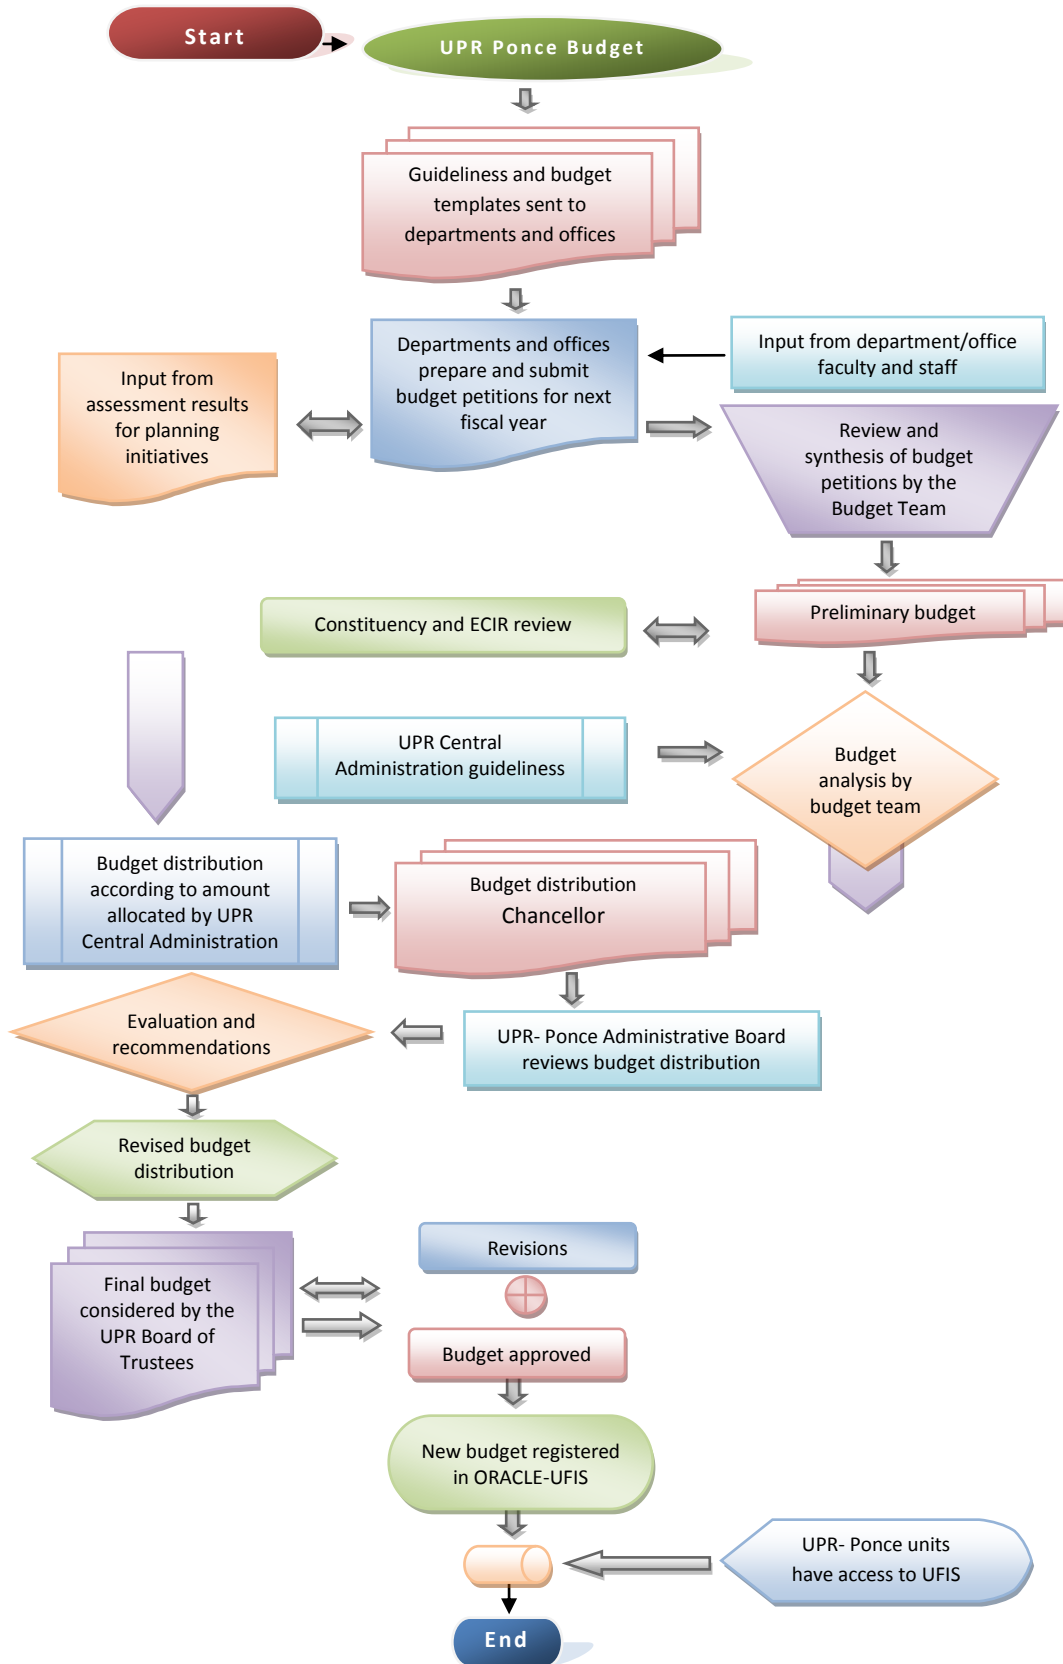 Start
UPR Ponce Budget
Guideliness and budget
templates sent to
departments and offices
Departments and offices
prepare and submit
budget petitions for next
fiscal year
Input from department/office
faculty and staff
Input from
assessment results
for planning
initiatives
Review and
synthesis of budget
petitions by the
Budget Team
Preliminary budget
Constituency and ECIR review
UPR Central
Administration guideliness
Budget
analysis by
budget team
Budget distribution
according to amount
allocated by UPR
Central Administration
Budget distribution
Chancellor
UPR- Ponce Administrative Board
reviews budget distribution
Evaluation and
recommendations
Revised budget
distribution
Final budget
considered by the
UPR Board of
Trustees
Revisions
Budget approved
New budget registered
in ORACLE-UFIS
UPR- Ponce units
have access to UFIS
End